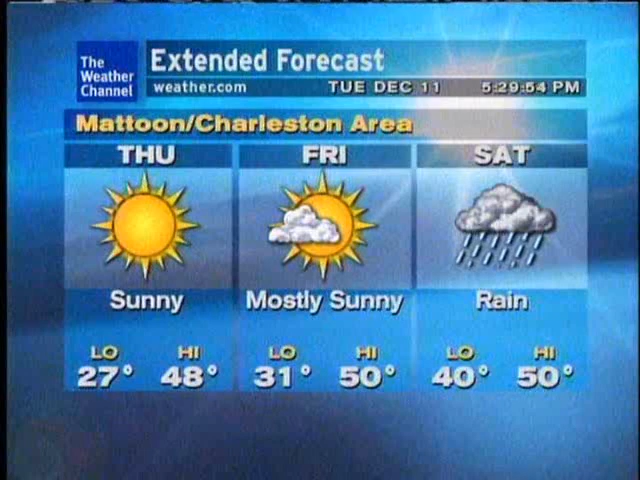 The
Weather
Channel
Extended Forecast
weather.com TUE DEC 11 5:29:54 PM
Mattoon/Charleston Area
THU FRI SAT
Sunny Mostly Sunny Rain
LO HI LO HI LO HI
27° 48° 31° 50° 40° 50°